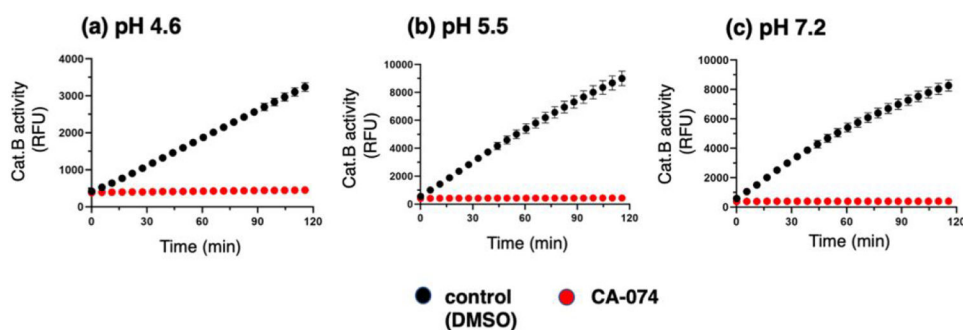 (a) pH 4.6
(b) pH 5.5
(c) pH 7.2
Cat.B activity
(RFU)
4000
3000
2000
1000
0
0 30 60 90 120
Time (min)
Cat.B activity
(RFU)
10000
8000
6000
4000
2000
0
0 30 60 90 120
Time (min)
Cat.B activity
(RFU)
10000
8000
6000
4000
2000
0
0 30 60 90 120
Time (min)
control
(DMSO)
CA-074